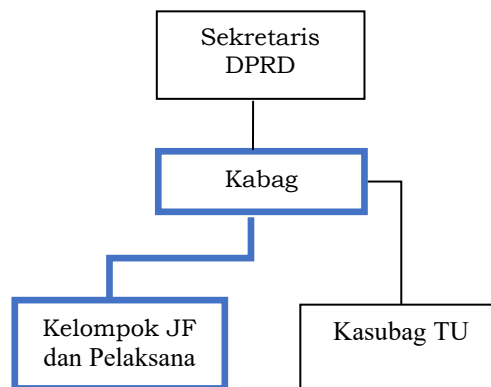 Sekretaris
DPRD
Kabag
Kelompok JF
dan Pelaksana
Kasubag TU